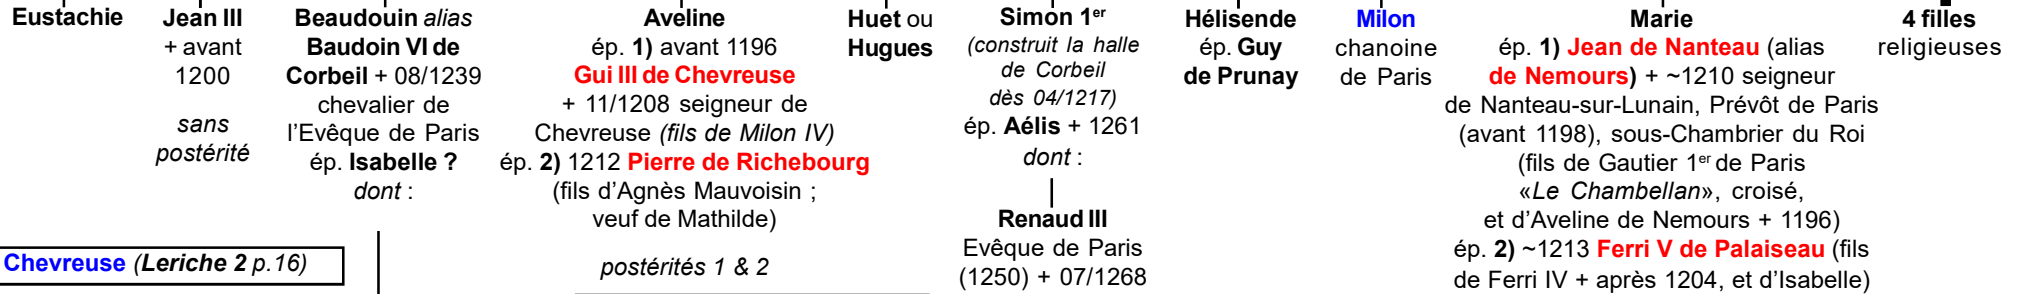 Eustachie
Jean III
+ avant
1200
sans
postérité
Beaudouin alias
Baudoin VI de
Corbeil + 08/1239
chevalier de
l’Evêque de Paris
ép. Isabelle ?
dont :
Aveline
ép. 1) avant 1196
Gui III de Chevreuse
+ 11/1208 seigneur de
Chevreuse (fils de Milon IV)
ép. 2) 1212 Pierre de Richebourg
(fils d’Agnès Mauvoisin ;
veuf de Mathilde)
postérités 1 & 2
Huet ou
Hugues
Simon 1er
(construit la halle
de Corbeil
dès 04/1217)
ép. Aélis + 1261
dont :
Renaud III
Evêque de Paris
(1250) + 07/1268
Hélisende
ép. Guy
de Prunay
Milon
chanoine
de Paris
Marie
ép. 1) Jean de Nanteau (alias
de Nemours) + ~1210 seigneur
de Nanteau-sur-Lunain, Prévôt de Paris
(avant 1198), sous-Chambrier du Roi
(fils de Gautier 1er de Paris
«Le Chambellan», croisé,
et d’Aveline de Nemours + 1196)
ép. 2) ~1213 Ferri V de Palaiseau (fils
de Ferri IV + après 1204, et d’Isabelle)
4 filles
religieuses
Chevreuse (Leriche 2 p.16)